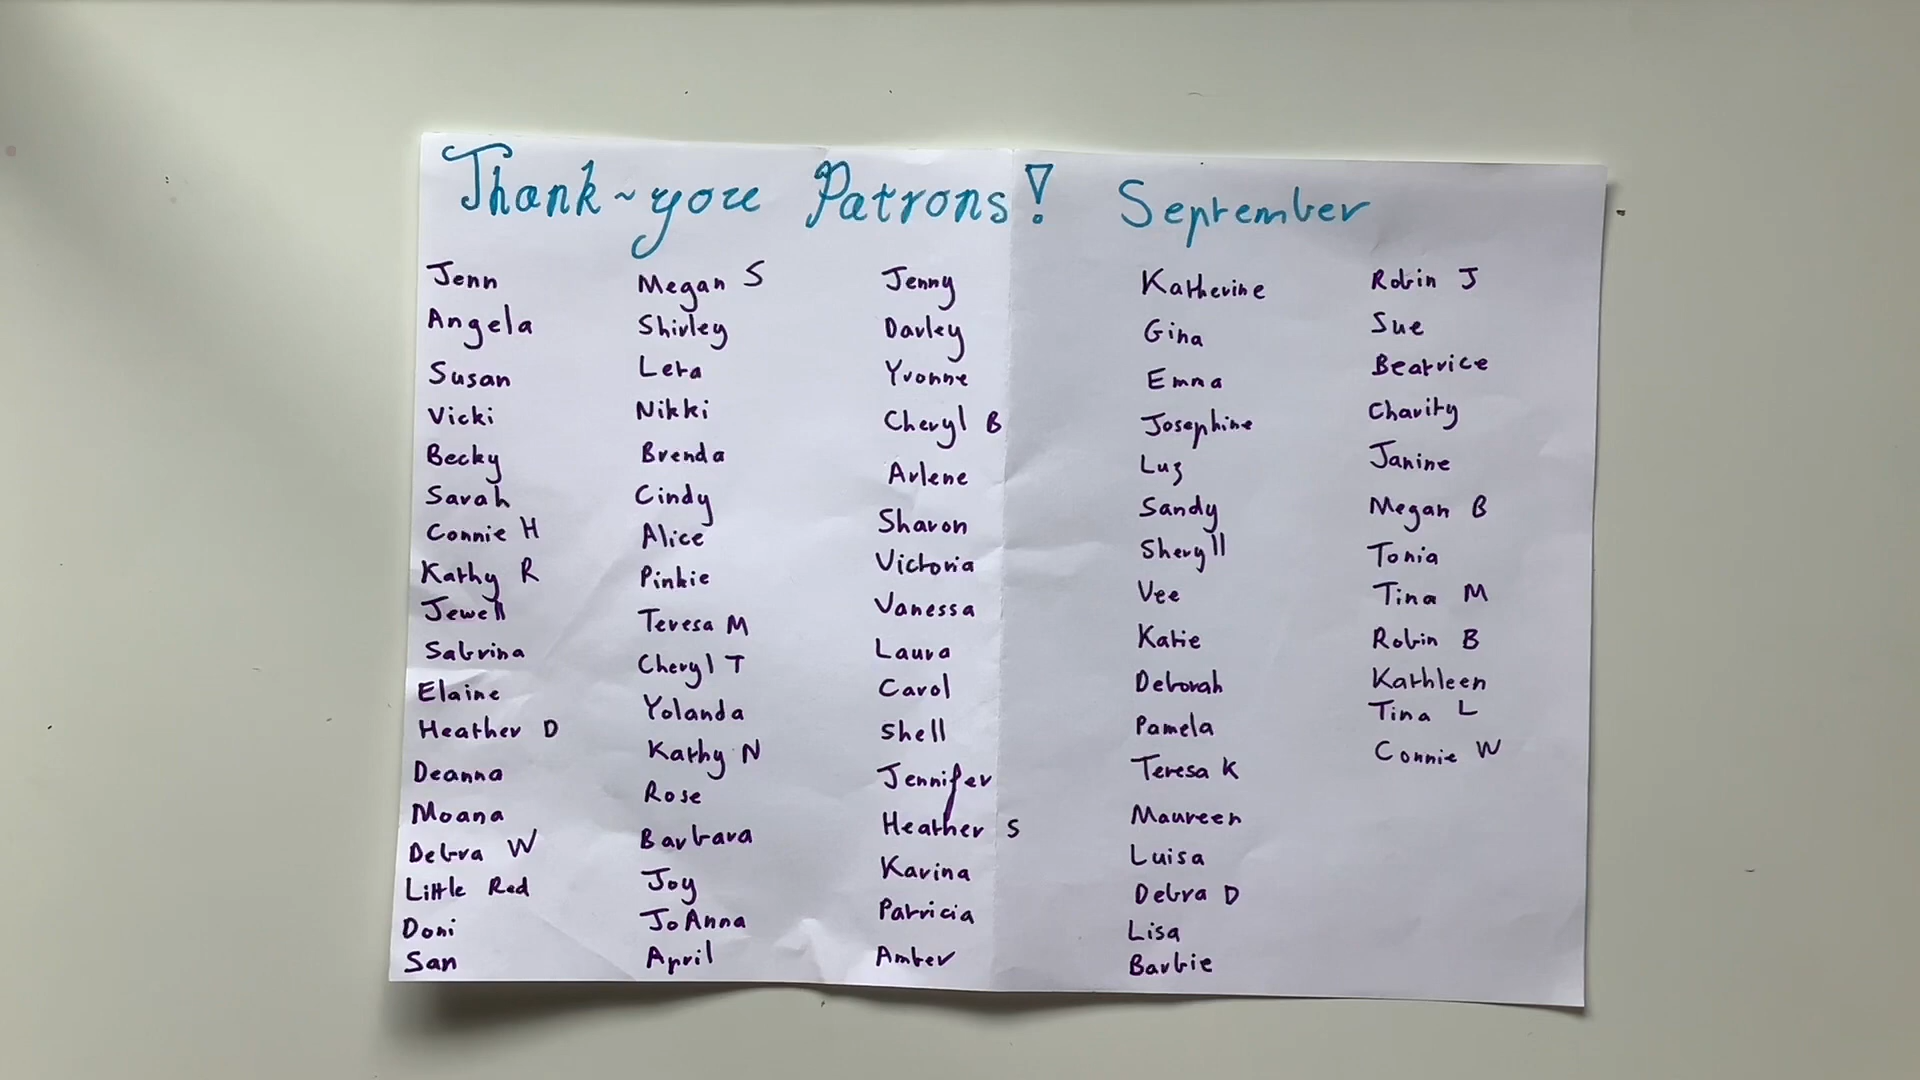 Thank~you Patrons! September
Jenn
Angela
Susan
Vicki
Becky
Sarah
Connie H
Kathy R
Jewell
Sabrina
Elaine
Heather D
Deanna
Moana
Debra W
Little Red
Doni
San
Megan S
Shirley
Leta
Nikki
Brenda
Cindy
Alice
Pinkie
Teresa M
Cheryl T
Yolanda
Kathy N
Rose
Barbara
Joy
JoAnna
April
Jenny
Darley
Yvonne
Cheryl B
Arlene
Sharon
Victoria
Vanessa
Laura
Carol
Shell
Jennifer
Heather S
Karina
Patricia
Amber
Katherine
Gina
Emma
Josephine
Luz
Sandy
Sheryll
Vee
Katie
Deborah
Pamela
Teresa K
Maureen
Luisa
Debra D
Lisa
Barbie
Robin J
Sue
Beatrice
Charity
Janine
Megan B
Tonia
Tina M
Robin B
Kathleen
Tina L
Connie W